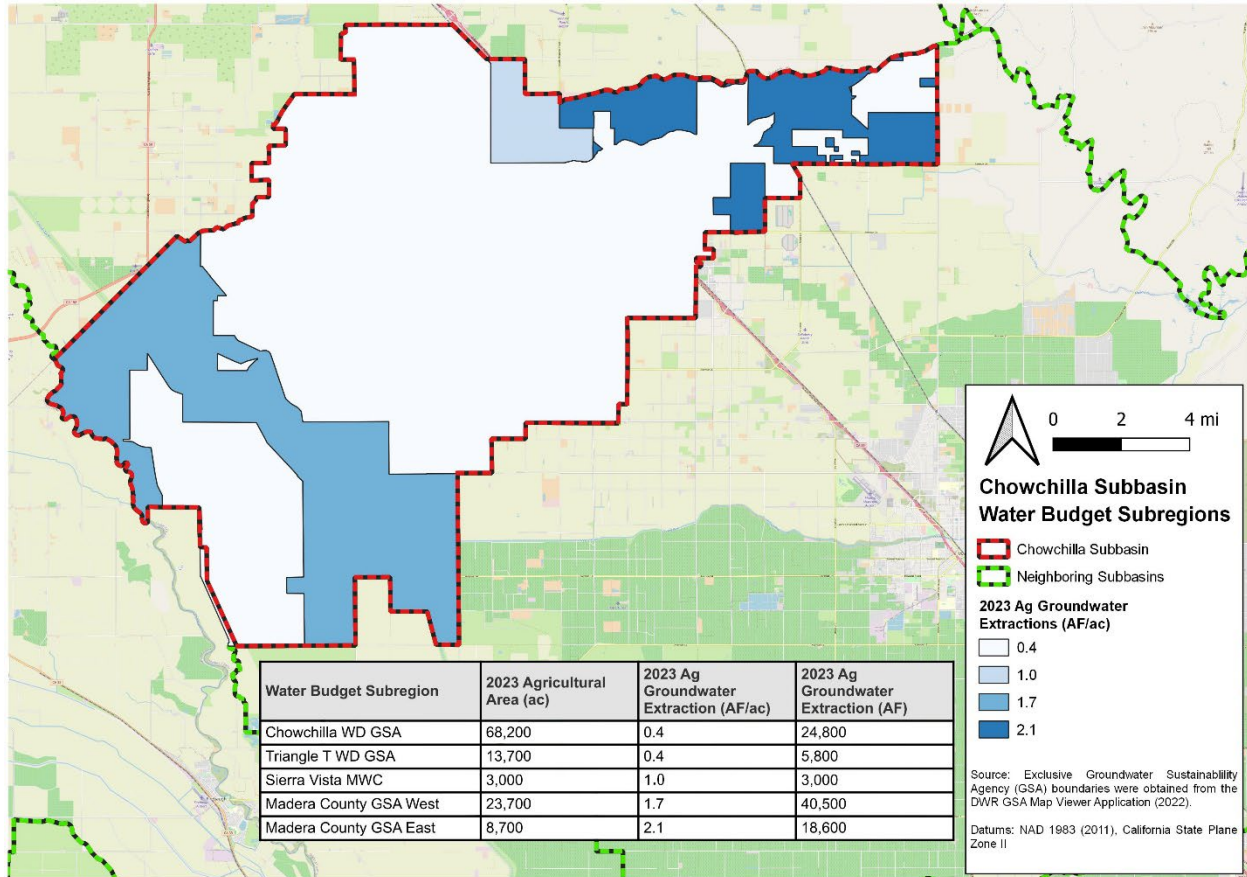 0 2 4 mi
Chowchilla Subbasin
Water Budget Subregions
Chowchilla Subbasin
Neighboring Subbasins
2023 Ag Groundwater
Extractions (AF/ac)
0.4
1.0
1.7
2.1
Source: Exclusive Groundwater Sustainablility
Agency (GSA) boundaries were obtained from the
DWR GSA Map Viewer Application (2022).
Datums: NAD 1983 (2011), California State Plane
Zone II
Water Budget Subregion 2023 Agricultural Area (ac) 2023 Ag Groundwater Extraction (AF/ac) 2023 Ag Groundwater Extraction (AF)
Chowchilla WD GSA 68,200 0.4 24,800
Triangle T WD GSA 13,700 0.4 5,800
Sierra Vista MWC 3,000 1.0 3,000
Madera County GSA West 23,700 1.7 40,500
Madera County GSA East 8,700 2.1 18,600